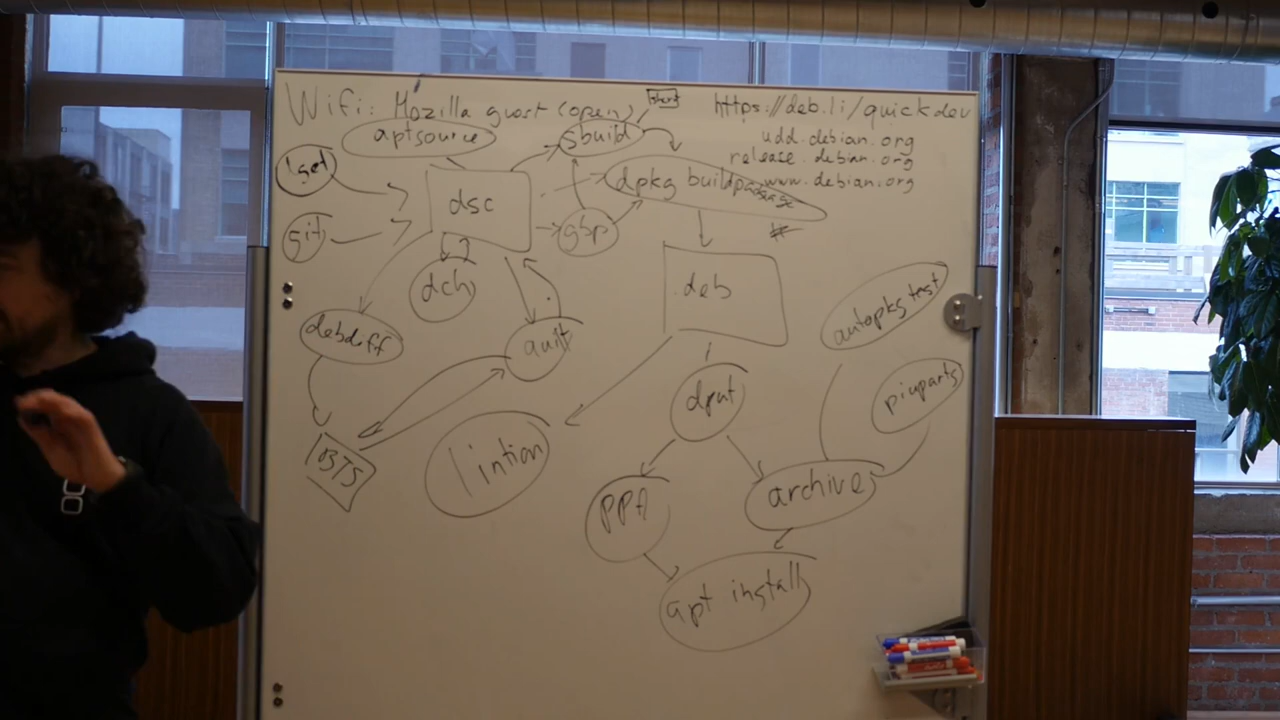 Wifi: Mozilla guest (open)
https://deb.li/quickdev
aptsource
sbuild
udd.debian.org
release.debian.org
www.debian.org
dget
dsc
dpkg buildpackage
git
gbp
dch
deb
autopkgtest
debdiff
quilt
dput
piuparts
BTS
lintian
PPA
archive
apt install